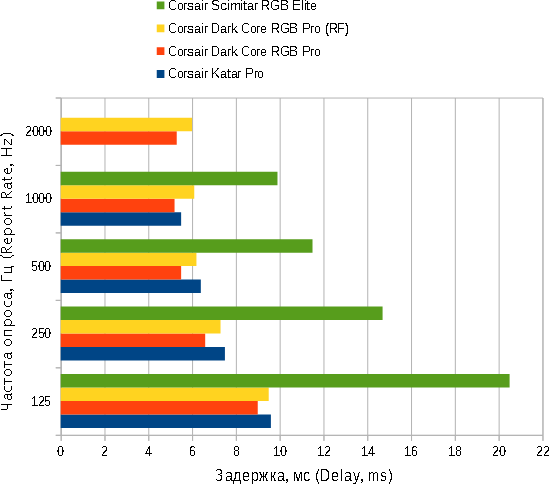 Corsair Scimitar RGB Elite
Corsair Dark Core RGB Pro (RF)
Corsair Dark Core RGB Pro
Corsair Katar Pro
Частота опроса, Гц (Report Rate, Hz)
2000
1000
500
250
125
0 2 4 6 8 10 12 14 16 18 20 22
Задержка, мс (Delay, ms)